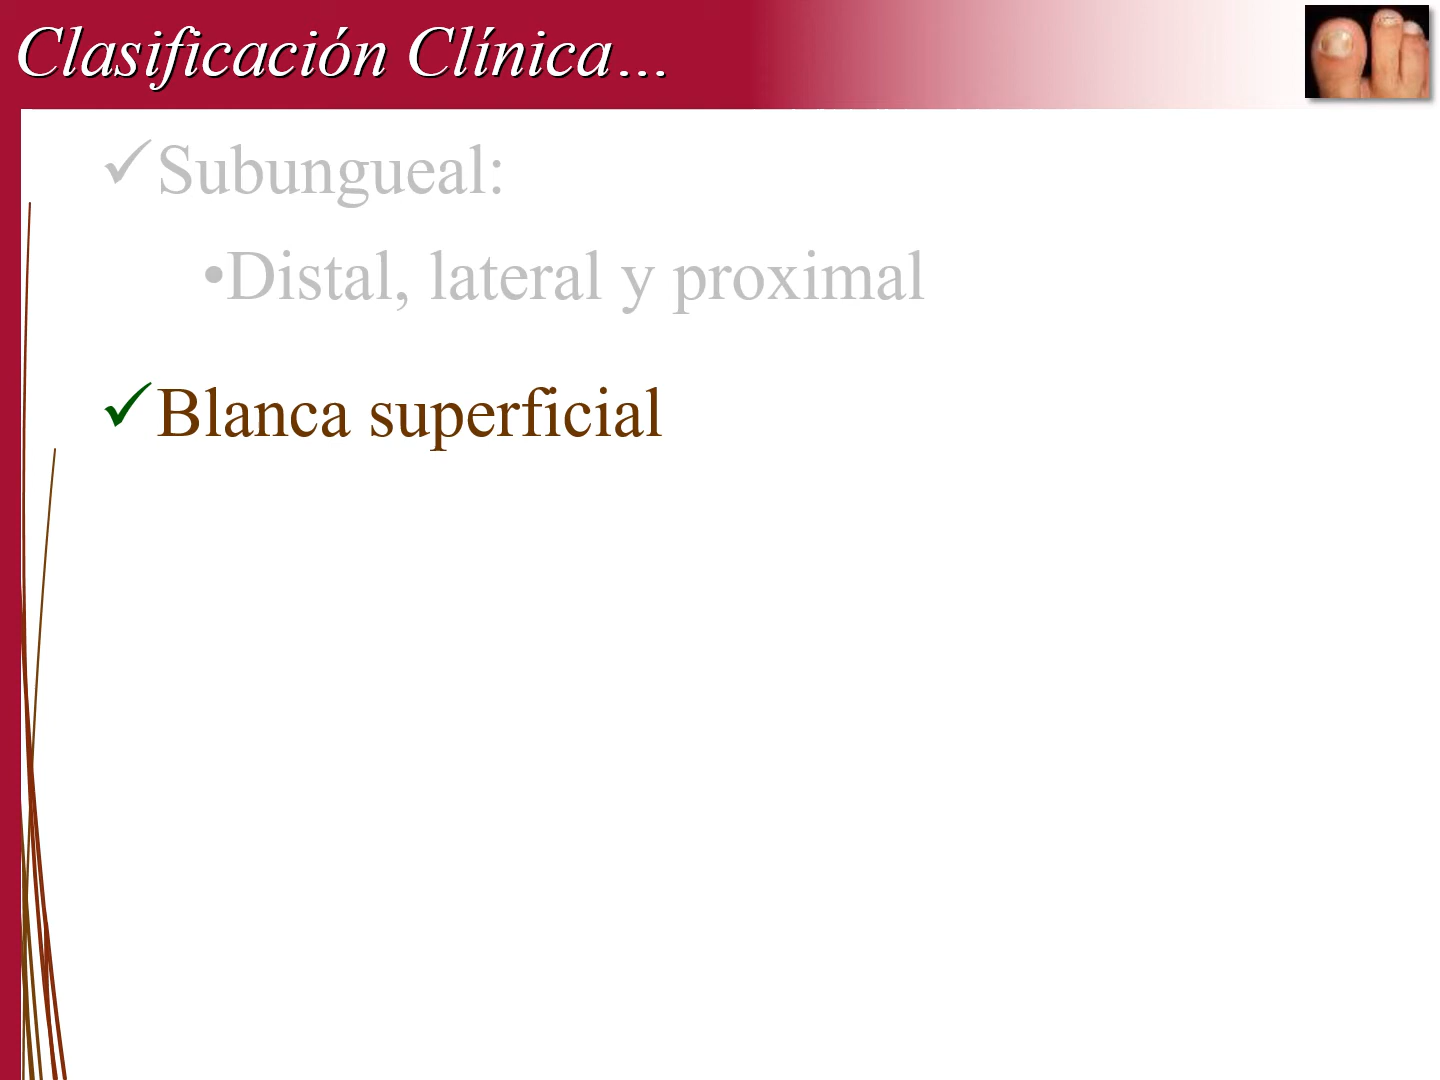 Clasificación Clínica…
✓Subungueal:
•Distal, lateral y proximal
✓Blanca superficial